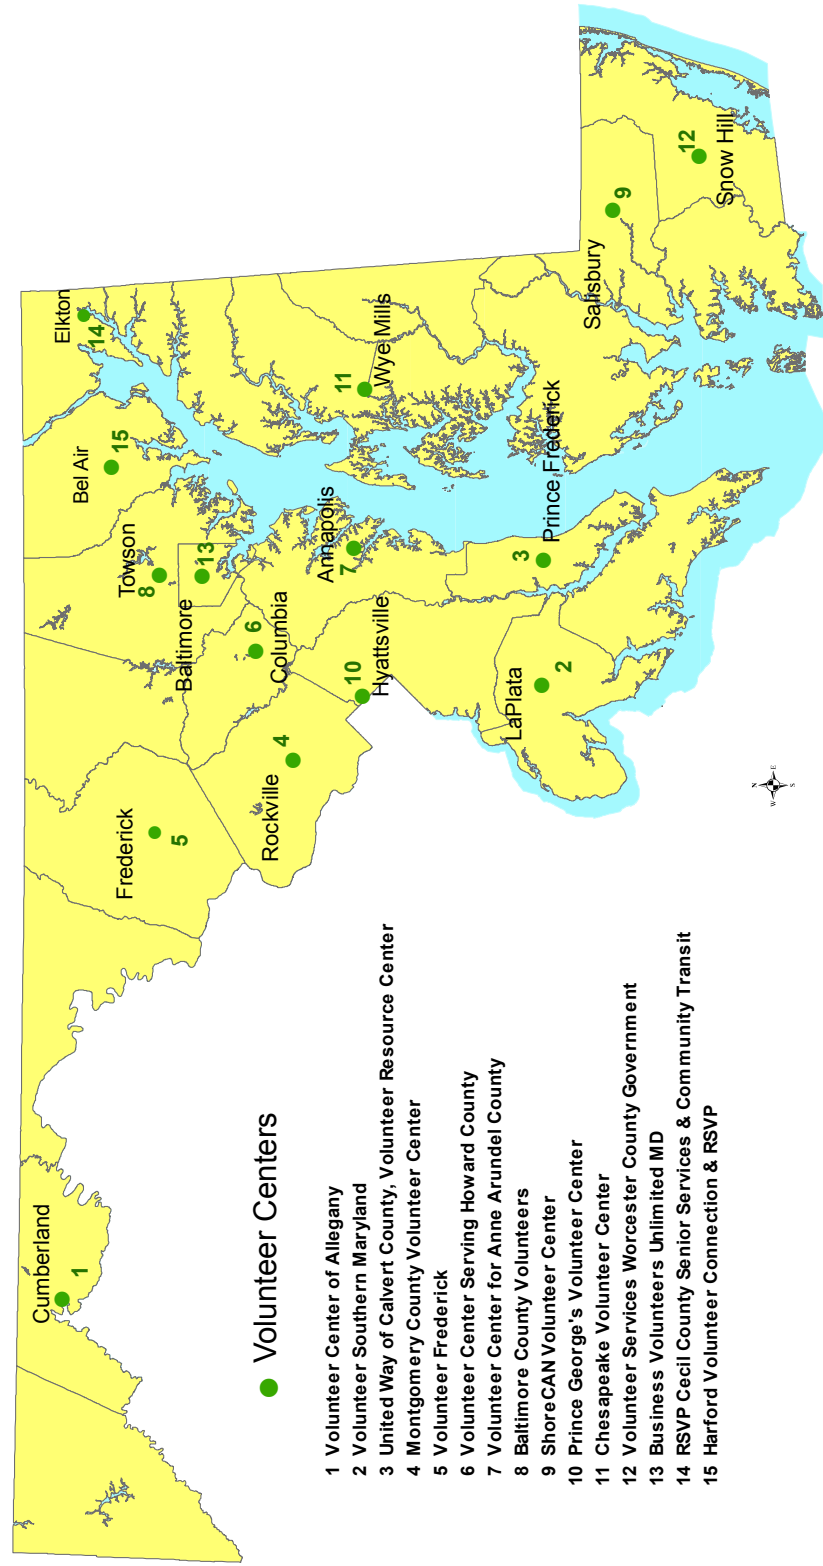 Cumberland
1
Frederick
5
Rockville
4
Baltimore
13
Towson
8
Bel Air
15
Elkton
14
Columbia
6
Hyattsville
10
Annapolis
7
Wye Mills
11
LaPlata
2
Prince Frederick
3
Salisbury
9
Snow Hill
12
Volunteer Centers
1 Volunteer Center of Allegany
2 Volunteer Southern Maryland
3 United Way of Calvert County, Volunteer Resource Center
4 Montgomery County Volunteer Center
5 Volunteer Frederick
6 Volunteer Center Serving Howard County
7 Volunteer Center for Anne Arundel County
8 Baltimore County Volunteers
9 ShoreCAN Volunteer Center
10 Prince George's Volunteer Center
11 Chesapeake Volunteer Center
12 Volunteer Services Worcester County Government
13 Business Volunteers Unlimited MD
14 RSVP Cecil County Senior Services & Community Transit
15 Harford Volunteer Connection & RSVP
N
W
E
S